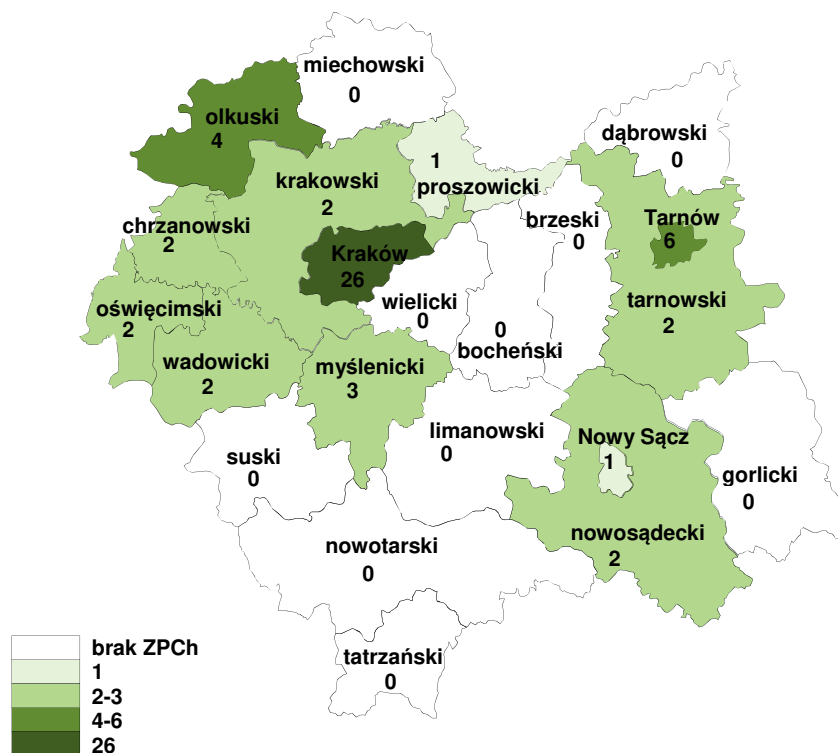 miechowski
0
olkuski
4
dąbrowski
0
1
proszowicki
krakowski
2
brzeski
0
Tarnów
6
chrzanowski
2
Kraków
26
wielicki
0
oświęcimski
2
tarnowski
2
0
bocheński
wadowicki
2
myślenicki
3
limanowski
0
Nowy Sącz
1
suski
0
gorlicki
0
nowosądecki
2
nowotarski
0
tatrzański
0
brak ZPCh
1
2-3
4-6
26